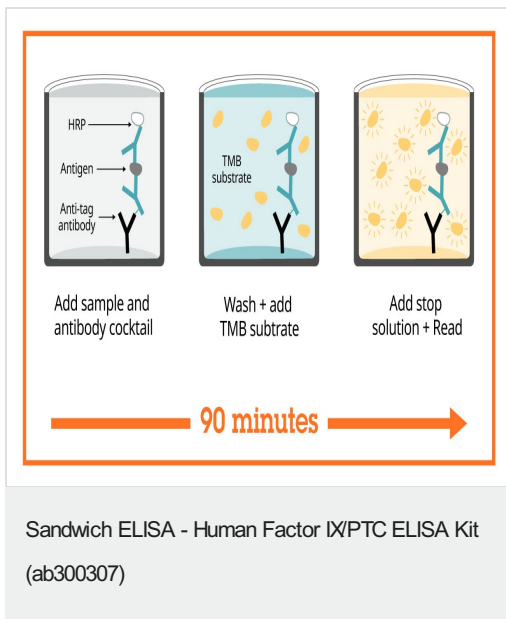 HRP
Antigen
Anti-tag
antibody
TMB
substrate
Add sample and
antibody cocktail
Wash + add
TMB subtrate
Add stop
solution + Read
90 minutes
Sandwich ELISA - Human Factor IX/PTC ELISA Kit
(ab300307)